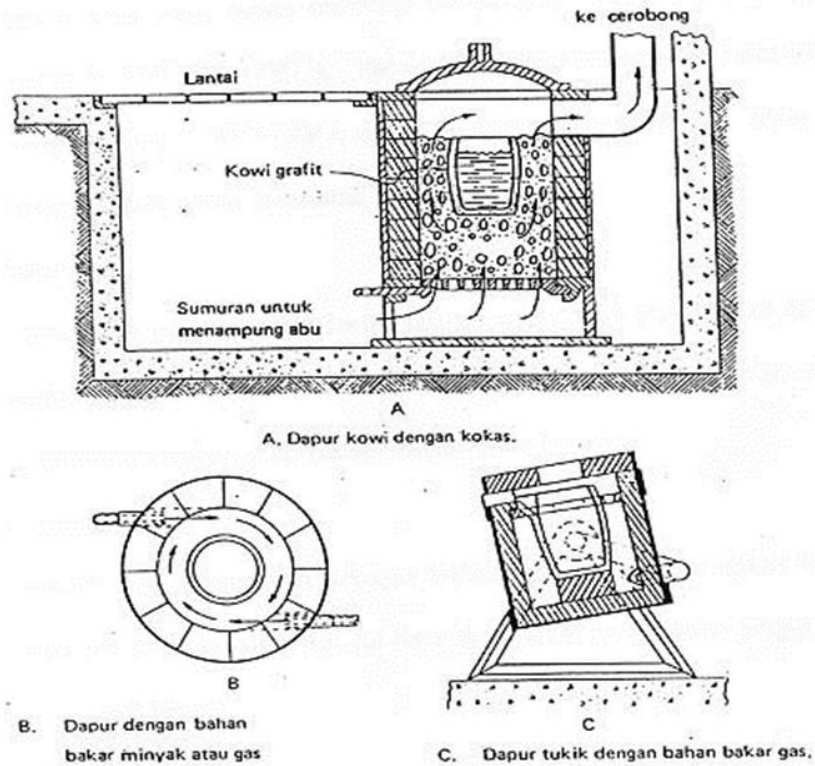 ke cerobong
Lantai
Kowi grafit
Sumuran untuk
menampung abu
A
A. Dapur kowi dengan kokas.
B
B. Dapur dengan bahan
bakar minyak atau gas
C
C. Dapur tukik dengan bahan bakar gas.